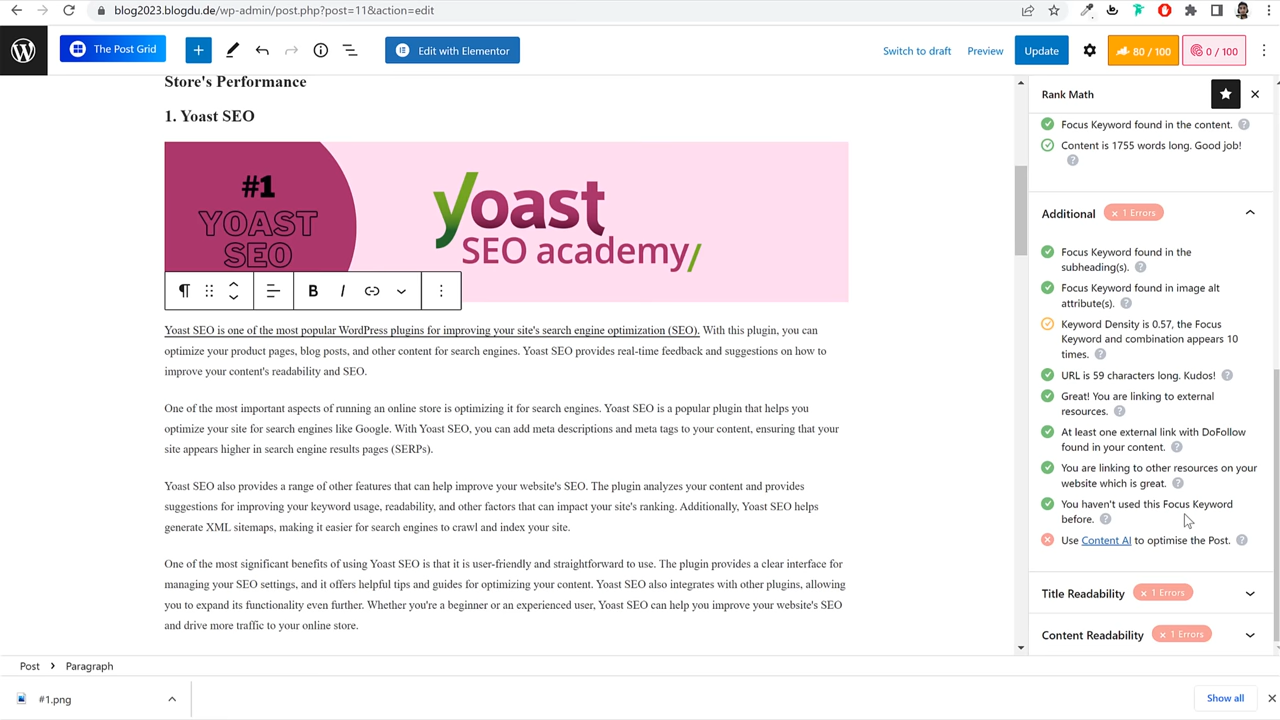 blog2023.blogdu.de/wp-admin/post.php?post=11&action=edit
The Post Grid
Edit with Elementor
Switch to draft
Preview
Update
80 / 100
0 / 100
Store's Performance
1. Yoast SEO
#1
YOAST
SEO
yoast
SEO academy/
B I
Yoast SEO is one of the most popular WordPress plugins for improving your site's search engine optimization (SEO). With this plugin, you can
optimize your product pages, blog posts, and other content for search engines. Yoast SEO provides real-time feedback and suggestions on how to
improve your content's readability and SEO.
One of the most important aspects of running an online store is optimizing it for search engines. Yoast SEO is a popular plugin that helps you
optimize your site for search engines like Google. With Yoast SEO, you can add meta descriptions and meta tags to your content, ensuring that your
site appears higher in search engine results pages (SERPs).
Yoast SEO also provides a range of other features that can help improve your website's SEO. The plugin analyzes your content and provides
suggestions for improving your keyword usage, readability, and other factors that can impact your site's ranking. Additionally, Yoast SEO helps
generate XML sitemaps, making it easier for search engines to crawl and index your site.
One of the most significant benefits of using Yoast SEO is that it is user-friendly and straightforward to use. The plugin provides a clear interface for
managing your SEO settings, and it offers helpful tips and guides for optimizing your content. Yoast SEO also integrates with other plugins, allowing
you to expand its functionality even further. Whether you're a beginner or an experienced user, Yoast SEO can help you improve your website's SEO
and drive more traffic to your online store.
Rank Math
Focus Keyword found in the content.
Content is 1755 words long. Good job!
Additional
× 1 Errors
Focus Keyword found in the
subheading(s).
Focus Keyword found in image alt
attribute(s).
Keyword Density is 0.57, the Focus
Keyword and combination appears 10
times.
URL is 59 characters long. Kudos!
Great! You are linking to external
resources.
At least one external link with DoFollow
found in your content.
You are linking to other resources on your
website which is great.
You haven't used this Focus Keyword
before.
Use Content AI to optimise the Post.
Title Readability
× 1 Errors
Content Readability
× 1 Errors
Post
Paragraph
#1.png
Show all